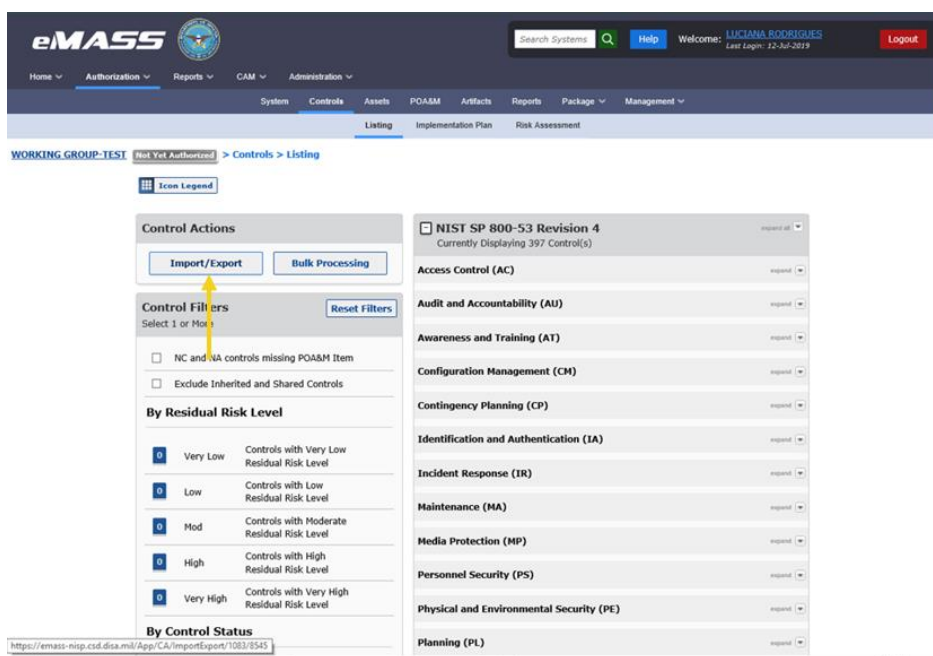 eMASS
Search Systems
Help
Welcome: LUCIANA RODRIGUES
Last Login: 12-Jul-2019
Logout
Home Authorization Reports CAM Administration
System Controls Assets POA&M Artifacts Reports Package Management
Listing Implementation Plan Risk Assessment
WORKING GROUP-TEST Not Yet Authorized > Controls > Listing
Icon Legend
Control Actions
Import/Export Bulk Processing
Control Filters
Select 1 or More
Reset Filters
NC and NA controls missing POA&M Item
Exclude Inherited and Shared Controls
By Residual Risk Level
0 Very Low Controls with Very Low
Residual Risk Level
0 Low Controls with Low
Residual Risk Level
0 Mod Controls with Moderate
Residual Risk Level
0 High Controls with High
Residual Risk Level
0 Very High Controls with Very High
Residual Risk Level
By Control Status
https://emass-nisp.csd.disa.mil/App/CA/ImportExport/1083/8545
NIST SP 800-53 Revision 4 expand all
Currently Displaying 397 Control(s)
Access Control (AC) expand
Audit and Accountability (AU) expand
Awareness and Training (AT) expand
Configuration Management (CM) expand
Contingency Planning (CP) expand
Identification and Authentication (IA) expand
Incident Response (IR) expand
Maintenance (MA) expand
Media Protection (MP) expand
Personnel Security (PS) expand
Physical and Environmental Security (PE) expand
Planning (PL) expand